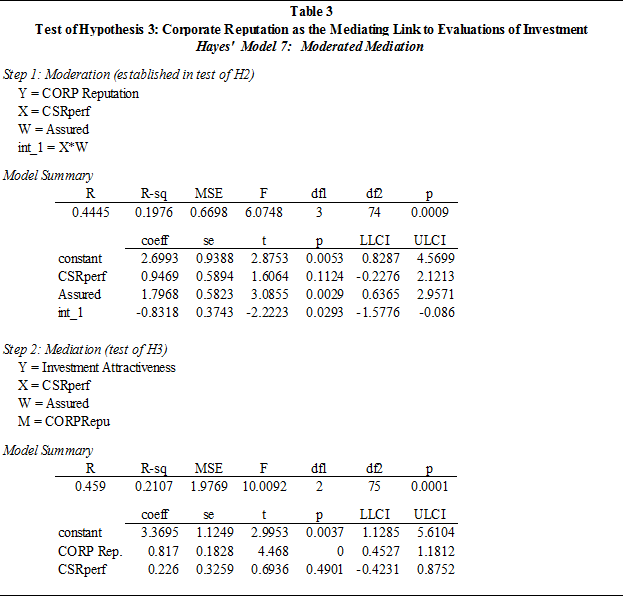 Table 3
Test of Hypothesis 3: Corporate Reputation as the Mediating Link to Evaluations of Investment
Hayes' Model 7: Moderated Mediation
Step 1: Moderation (established in test of H2)
Y = CORP Reputation
X = CSRperf
W = Assured
int_1 = X*W
Model Summary
R R-sq MSE F df1 df2 p
0.4445 0.1976 0.6698 6.0748 3 74 0.0009
coeff se t p LLCI ULCI
constant 2.6993 0.9388 2.8753 0.0053 0.8287 4.5699
CSRperf 0.9469 0.5894 1.6064 0.1124 -0.2276 2.1213
Assured 1.7968 0.5823 3.0855 0.0029 0.6365 2.9571
int_1 -0.8318 0.3743 -2.2223 0.0293 -1.5776 -0.086
Step 2: Mediation (test of H3)
Y = Investment Attractiveness
X = CSRperf
W = Assured
M = CORPRepu
Model Summary
R R-sq MSE F df1 df2 p
0.459 0.2107 1.9769 10.0092 2 75 0.0001
coeff se t p LLCI ULCI
constant 3.3695 1.1249 2.9953 0.0037 1.1285 5.6104
CORP Rep. 0.817 0.1828 4.468 0 0.4527 1.1812
CSRperf 0.226 0.3259 0.6936 0.4901 -0.4231 0.8752